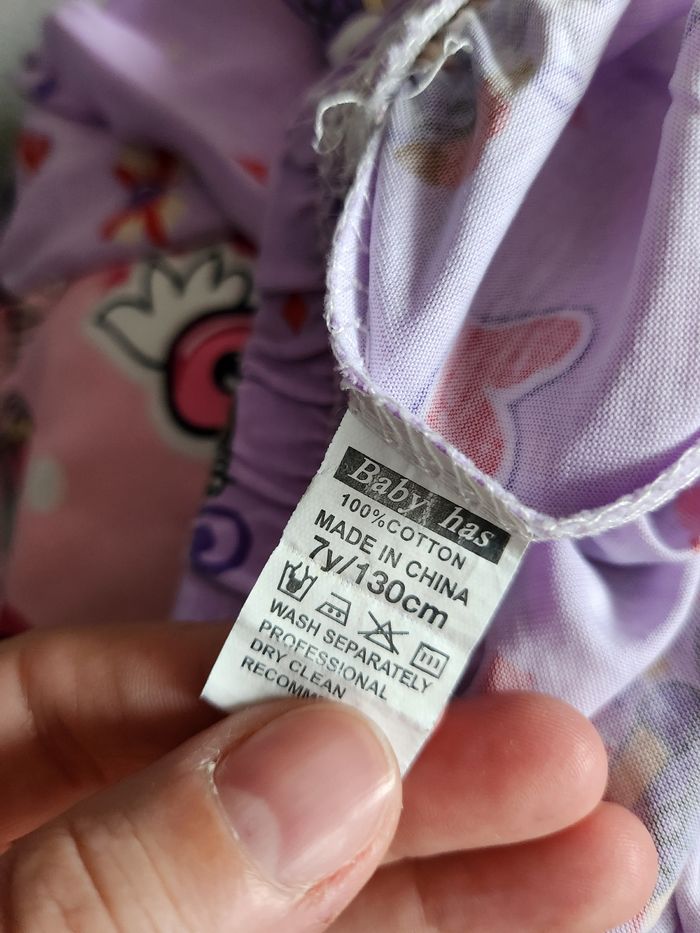 Baby has
100%COTTON
MADE IN CHINA
7y/130cm
WASH SEPARATELY
PROFESSIONAL
DRY CLEAN